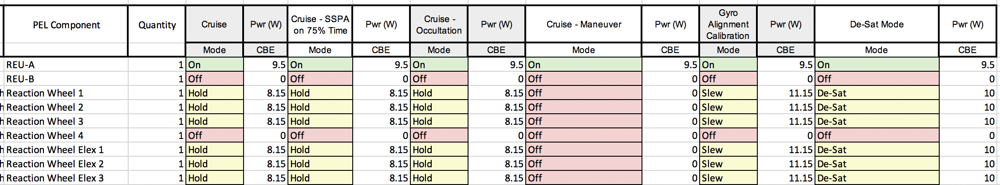 PEL Component Quantity Cruise Pwr (W) Cruise - SSPA on 75% Time Pwr (W) Cruise - Occultation Pwr (W) Cruise - Maneuver Pwr (W) Gyro Alignment Calibration Pwr (W) De-Sat Mode Pwr (W)
Mode CBE Mode CBE Mode CBE Mode CBE Mode CBE Mode CBE
REU-A 1 On 9.5 On 9.5 On 9.5 On 9.5 On 9.5 On 9.5
REU-B 1 Off 0 Off 0 Off 0 Off 0 Off 0 Off 0
h Reaction Wheel 1 1 Hold 8.15 Hold 8.15 Hold 8.15 Off 0 Slew 11.15 De-Sat 10
h Reaction Wheel 2 1 Hold 8.15 Hold 8.15 Hold 8.15 Off 0 Slew 11.15 De-Sat 10
h Reaction Wheel 3 1 Hold 8.15 Hold 8.15 Hold 8.15 Off 0 Slew 11.15 De-Sat 10
h Reaction Wheel 4 1 Off 0 Off 0 Off 0 Off 0 Off 0 Off 0
h Reaction Wheel Elex 1 1 Hold 8.15 Hold 8.15 Hold 8.15 Off 0 Slew 11.15 De-Sat 10
h Reaction Wheel Elex 2 1 Hold 8.15 Hold 8.15 Hold 8.15 Off 0 Slew 11.15 De-Sat 10
h Reaction Wheel Elex 3 1 Hold 8.15 Hold 8.15 Hold 8.15 Off 0 Slew 11.15 De-Sat 10